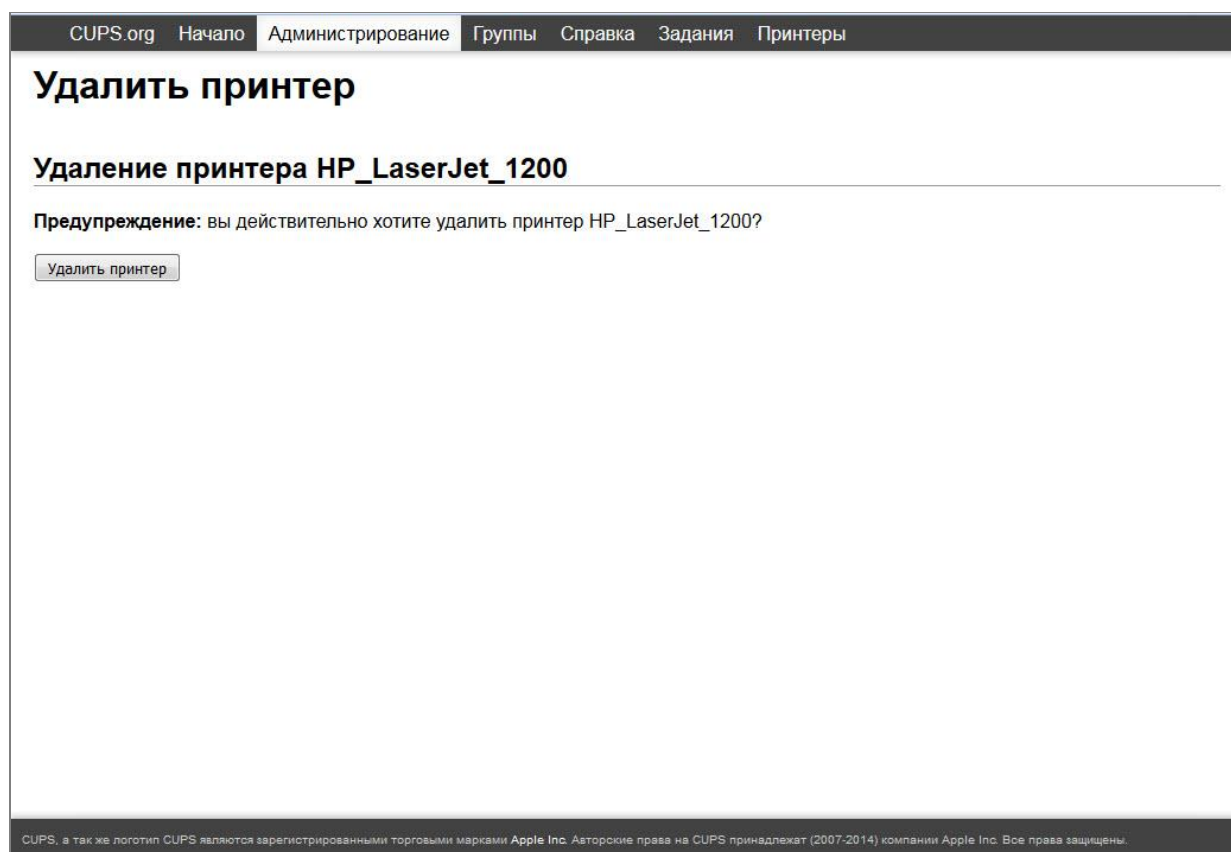 CUPS.org Начало Администрирование Группы Справка Задания Принтеры
Удалить принтер
Удаление принтера HP_LaserJet_1200
Предупреждение: вы действительно хотите удалить принтер HP_LaserJet_1200?
Удалить принтер
CUPS, а так же логотип CUPS являются зарегистрированными торговыми марками Apple Inc. Авторские права на CUPS принадлежат (2007-2014) компании Apple Inc. Все права защищены.